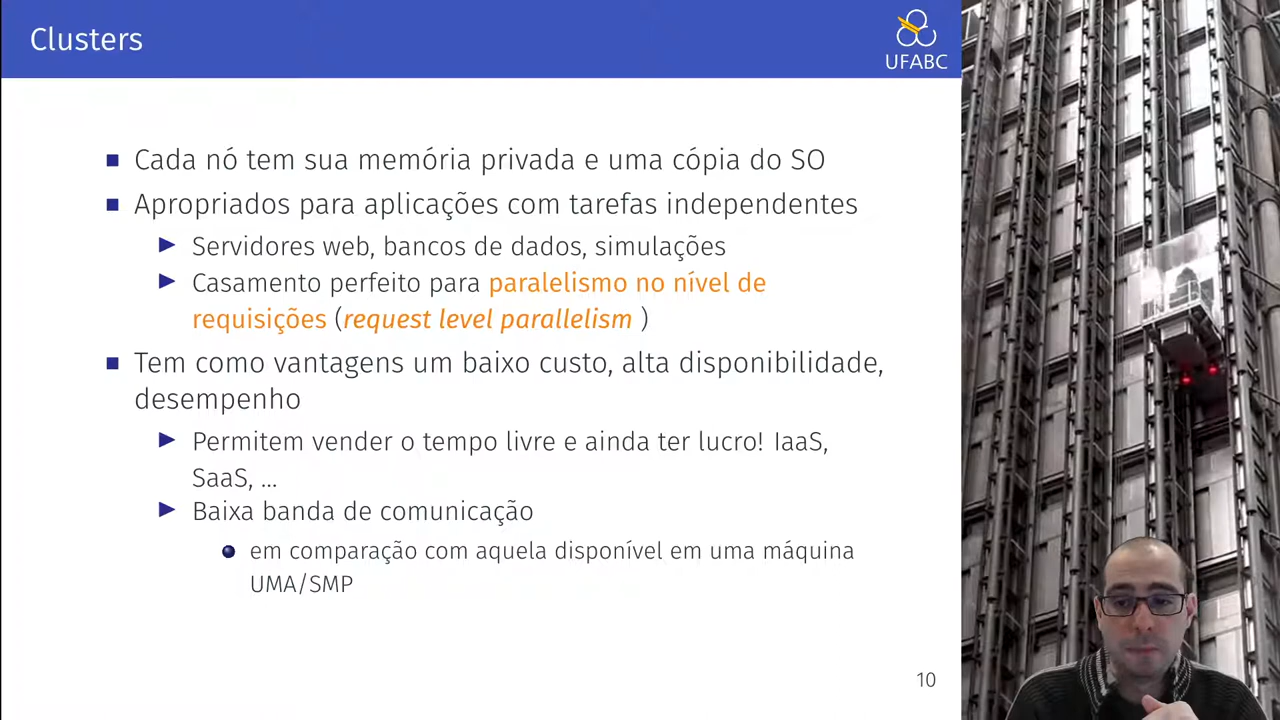 Clusters
UFABC
Cada nó tem sua memória privada e uma cópia do SO
Apropriados para aplicações com tarefas independentes
Servidores web, bancos de dados, simulações
Casamento perfeito para paralelismo no nível de
requisições (request level parallelism )
Tem como vantagens um baixo custo, alta disponibilidade,
desempenho
Permitem vender o tempo livre e ainda ter lucro! IaaS,
SaaS, ...
Baixa banda de comunicação
em comparação com aquela disponível em uma máquina
UMA/SMP
10